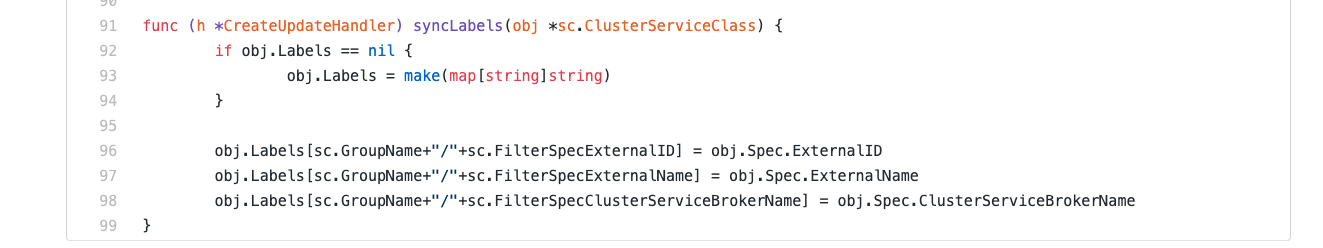 90
91 func (h *CreateUpdateHandler) syncLabels(obj *sc.ClusterServiceClass) {
92 if obj.Labels == nil {
93 obj.Labels = make(map[string]string)
94 }
95
96 obj.Labels[sc.GroupName+"/"+sc.FilterSpecExternalID] = obj.Spec.ExternalID
97 obj.Labels[sc.GroupName+"/"+sc.FilterSpecExternalName] = obj.Spec.ExternalName
98 obj.Labels[sc.GroupName+"/"+sc.FilterSpecClusterServiceBrokerName] = obj.Spec.ClusterServiceBrokerName
99 }